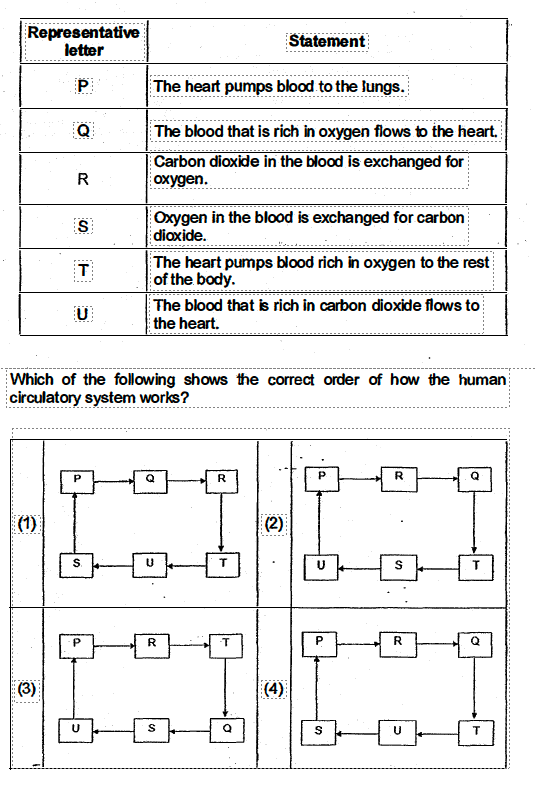 Representative
letter
Statement
P
The heart pumps blood to the lungs.
Q
The blood that is rich in oxygen flows to the heart.
R
Carbon dioxide in the blood is exchanged for
oxygen.
S
Oxygen in the blood is exchanged for carbon
dioxide.
T
The heart pumps blood rich in oxygen to the rest
of the body.
U
The blood that is rich in carbon dioxide flows to
the heart.
Which of the following shows the correct order of how the human
circulatory system works?
(1)
P Q R
S U T
(2)
P R Q
U S T
(3)
P R T
U S Q
(4)
P R Q
S U T